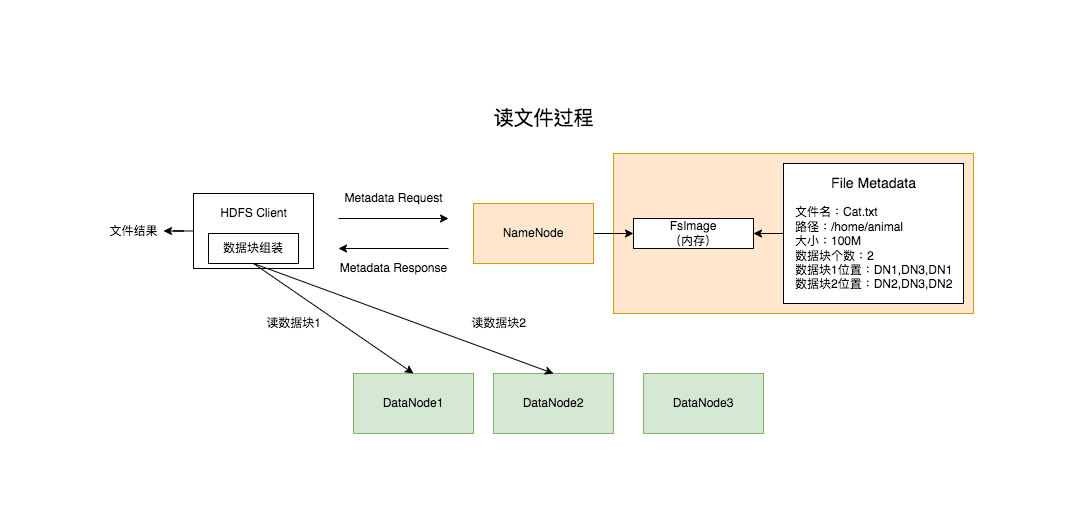 读文件过程
HDFS Client
数据块组装
文件结果
Metadata Request
Metadata Response
NameNode
FsImage
（内存）
File Metadata
文件名：Cat.txt
路径：/home/animal
大小：100M
数据块个数：2
数据块1位置：DN1,DN3,DN1
数据块2位置：DN2,DN3,DN2
读数据块1
读数据块2
DataNode1
DataNode2
DataNode3